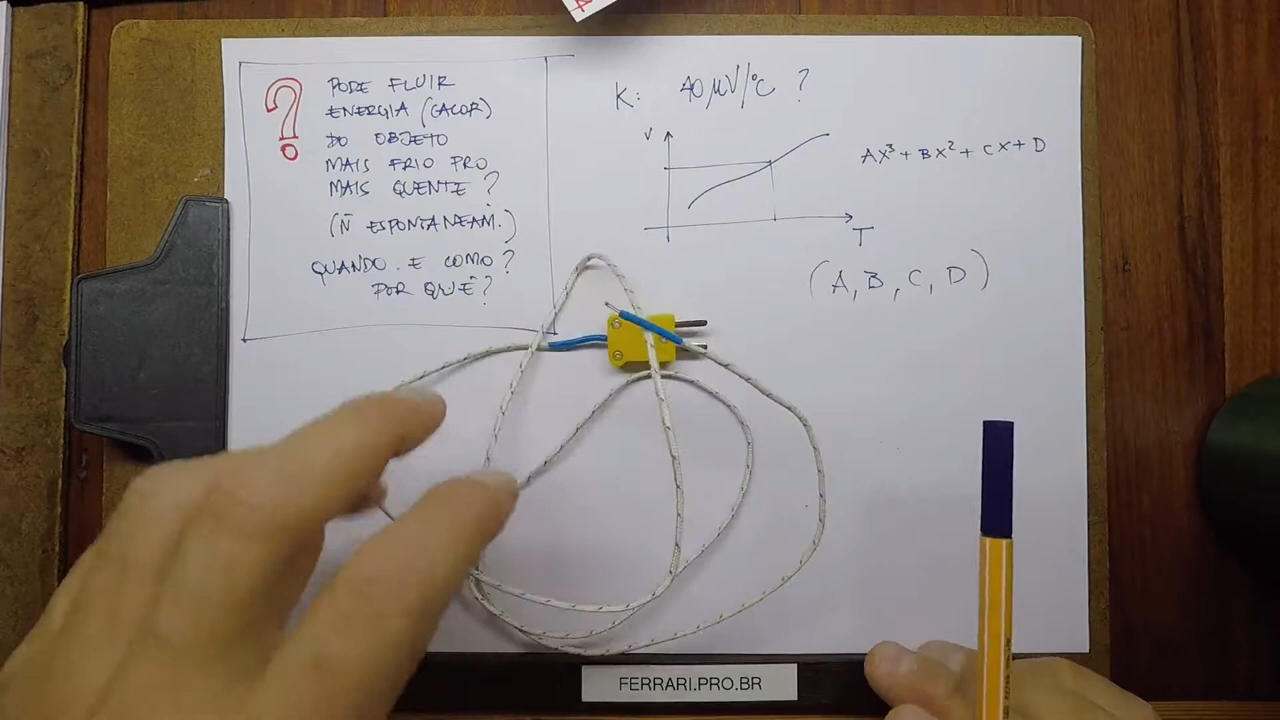 ?
PODE FLUIR
ENERGIA (CALOR)
DO OBJETO
MAIS FRIO PRO
MAIS QUENTE?
(Ñ ESPONTANEAM.)
QUANDO E COMO?
POR QUÊ?
K: 40 μV/°C ?
V
T
AX³ + BX² + CX + D
(A, B, C, D)
FERRARI.PRO.BR